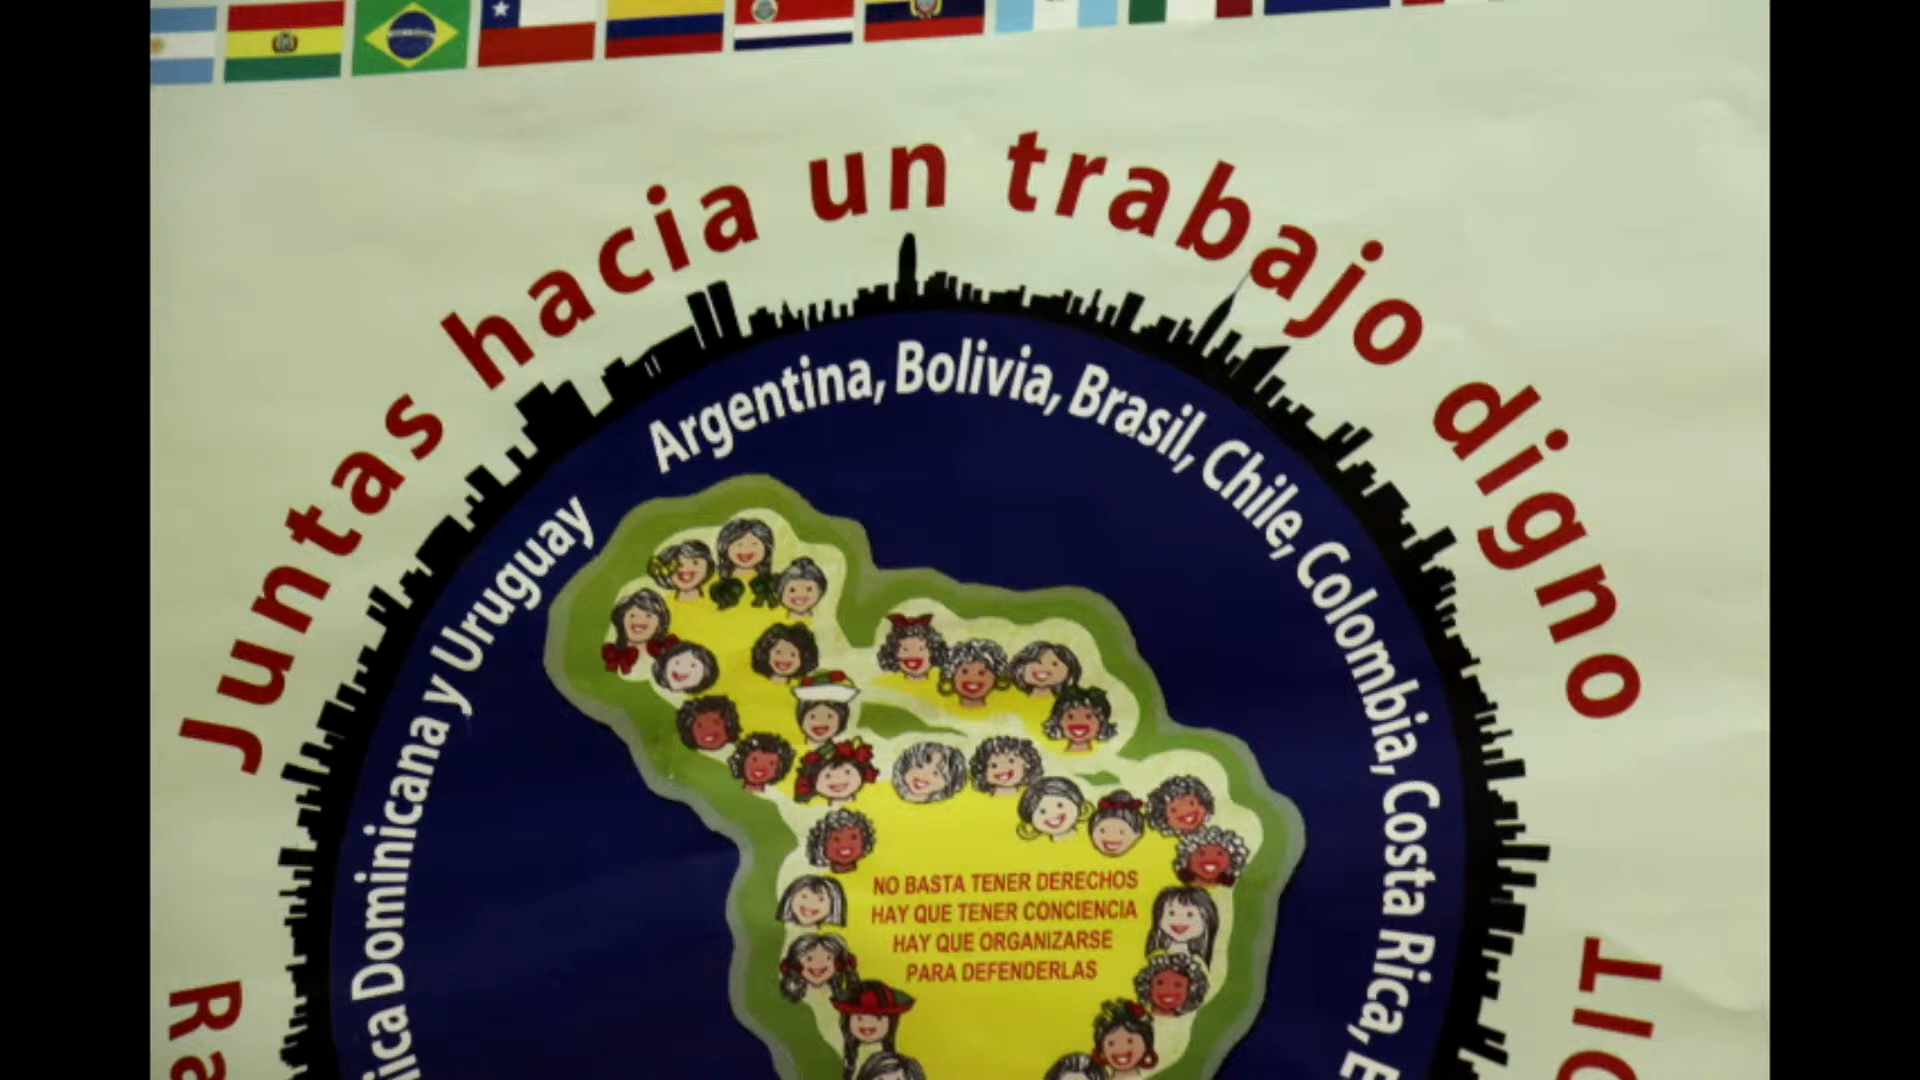 Juntas hacia un trabajo digno
Argentina, Bolivia, Brasil, Chile, Colombia, Costa Rica,
Dominicana y Uruguay
NO BASTA TENER DERECHOS
HAY QUE TENER CONCIENCIA
HAY QUE ORGANIZARSE
PARA DEFENDERLAS
OIT